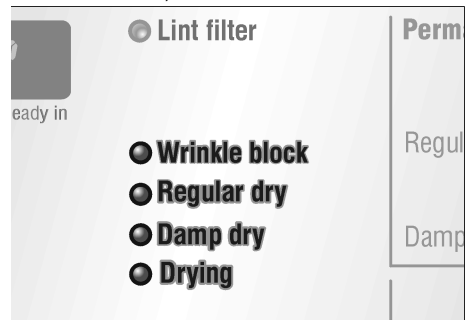 Lint filter
eady in
Wrinkle block
Regular dry
Damp dry
Drying
Perma
Regul
Damp